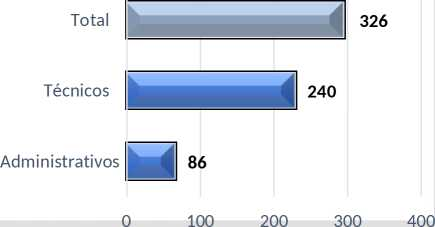 Total 326
Técnicos 240
Administrativos 86
0 100 200 300 400